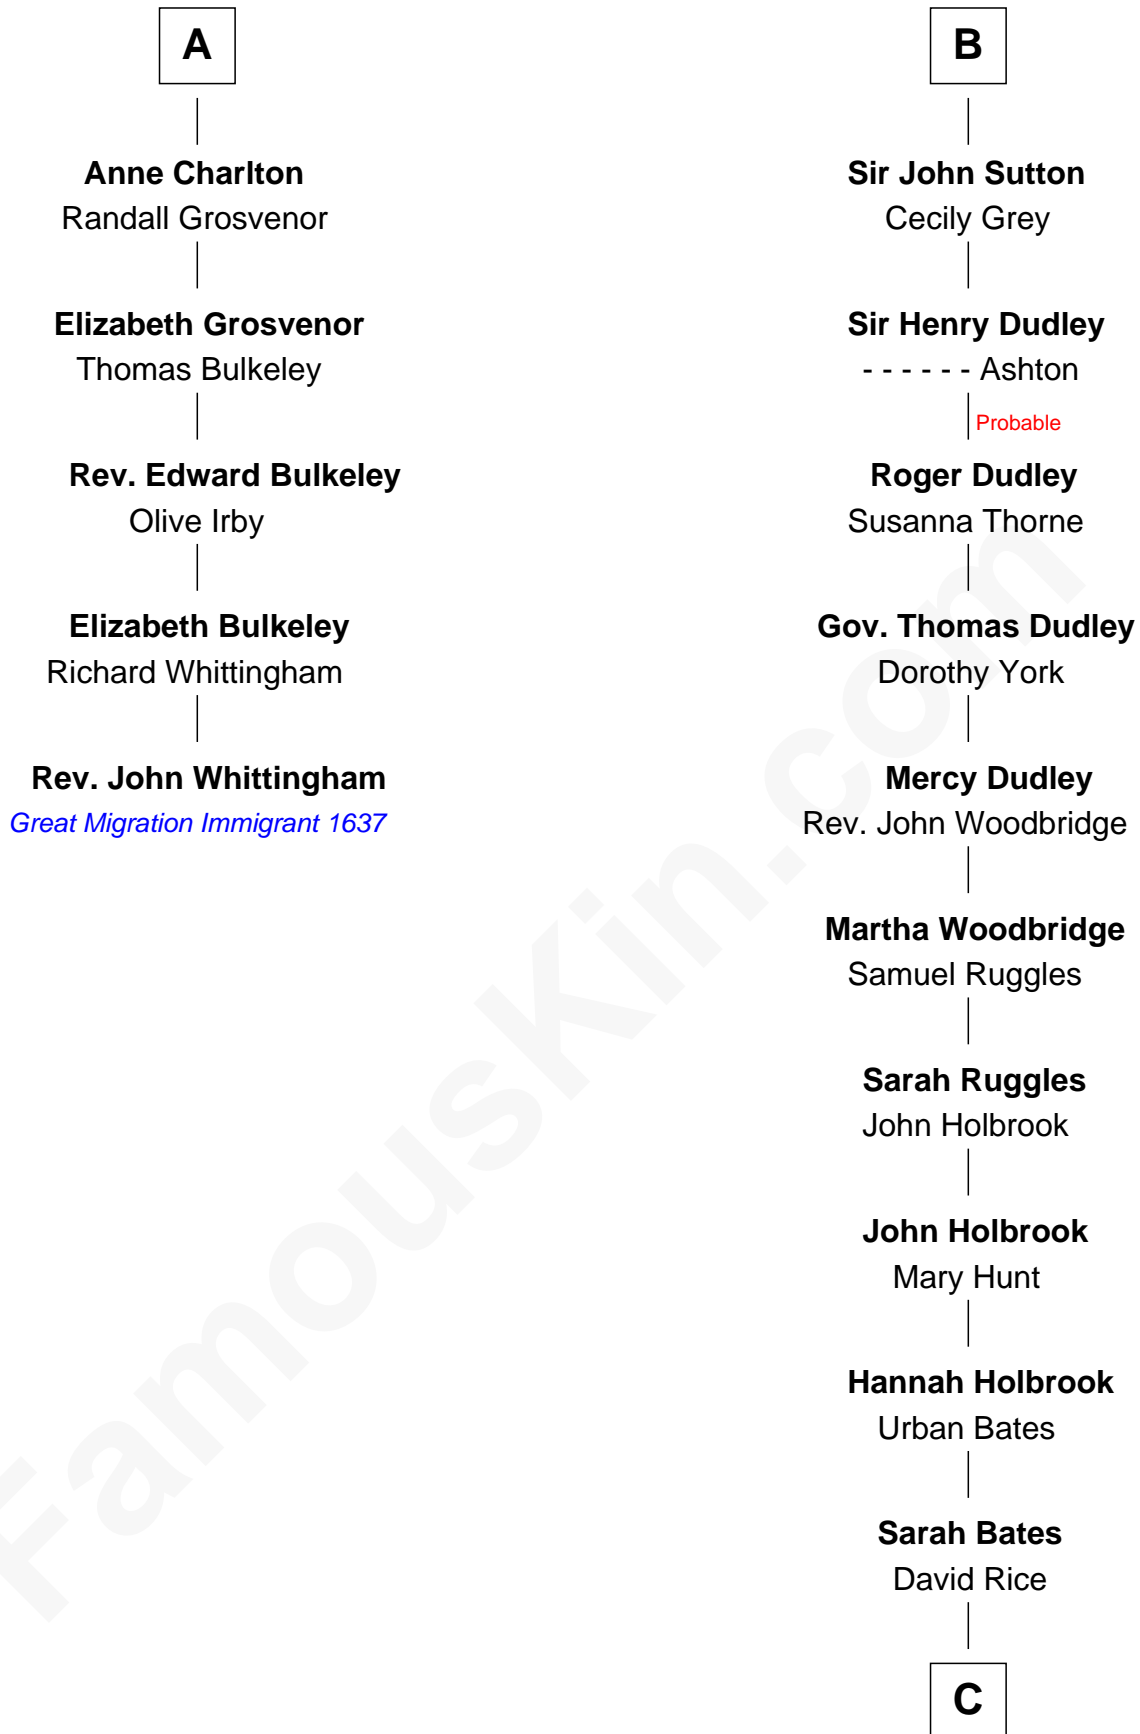 A
Anne Charlton
Randall Grosvenor
Elizabeth Grosvenor
Thomas Bulkeley
Rev. Edward Bulkeley
Olive Irby
Elizabeth Bulkeley
Richard Whittingham
Rev. John Whittingham
Great Migration Immigrant 1637
B
Sir John Sutton
Cecily Grey
Sir Henry Dudley
- - - - - - Ashton
Probable
Roger Dudley
Susanna Thorne
Gov. Thomas Dudley
Dorothy York
Mercy Dudley
Rev. John Woodbridge
Martha Woodbridge
Samuel Ruggles
Sarah Ruggles
John Holbrook
John Holbrook
Mary Hunt
Hannah Holbrook
Urban Bates
Sarah Bates
David Rice
C
FamousKin.com